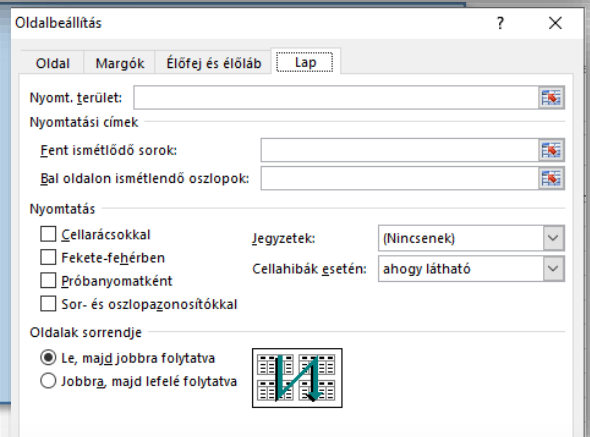 Oldalbeállítás ? ×
Oldal Margók Élőfej és élőláb Lap
Nyomt. terület:
Nyomtatási címek
Fent ismétlődő sorok:
Bal oldalon ismétlendő oszlopok:
Nyomtatás
Cellarácsokkal Jegyzetek: (Nincsenek)
Fekete-fehérben
Cellahibák esetén: ahogy látható
Próbanyomatként
Sor- és oszlopazonosítókkal
Oldalak sorrendje
Le, majd jobbra folytatva
Jobbra, majd lefelé folytatva